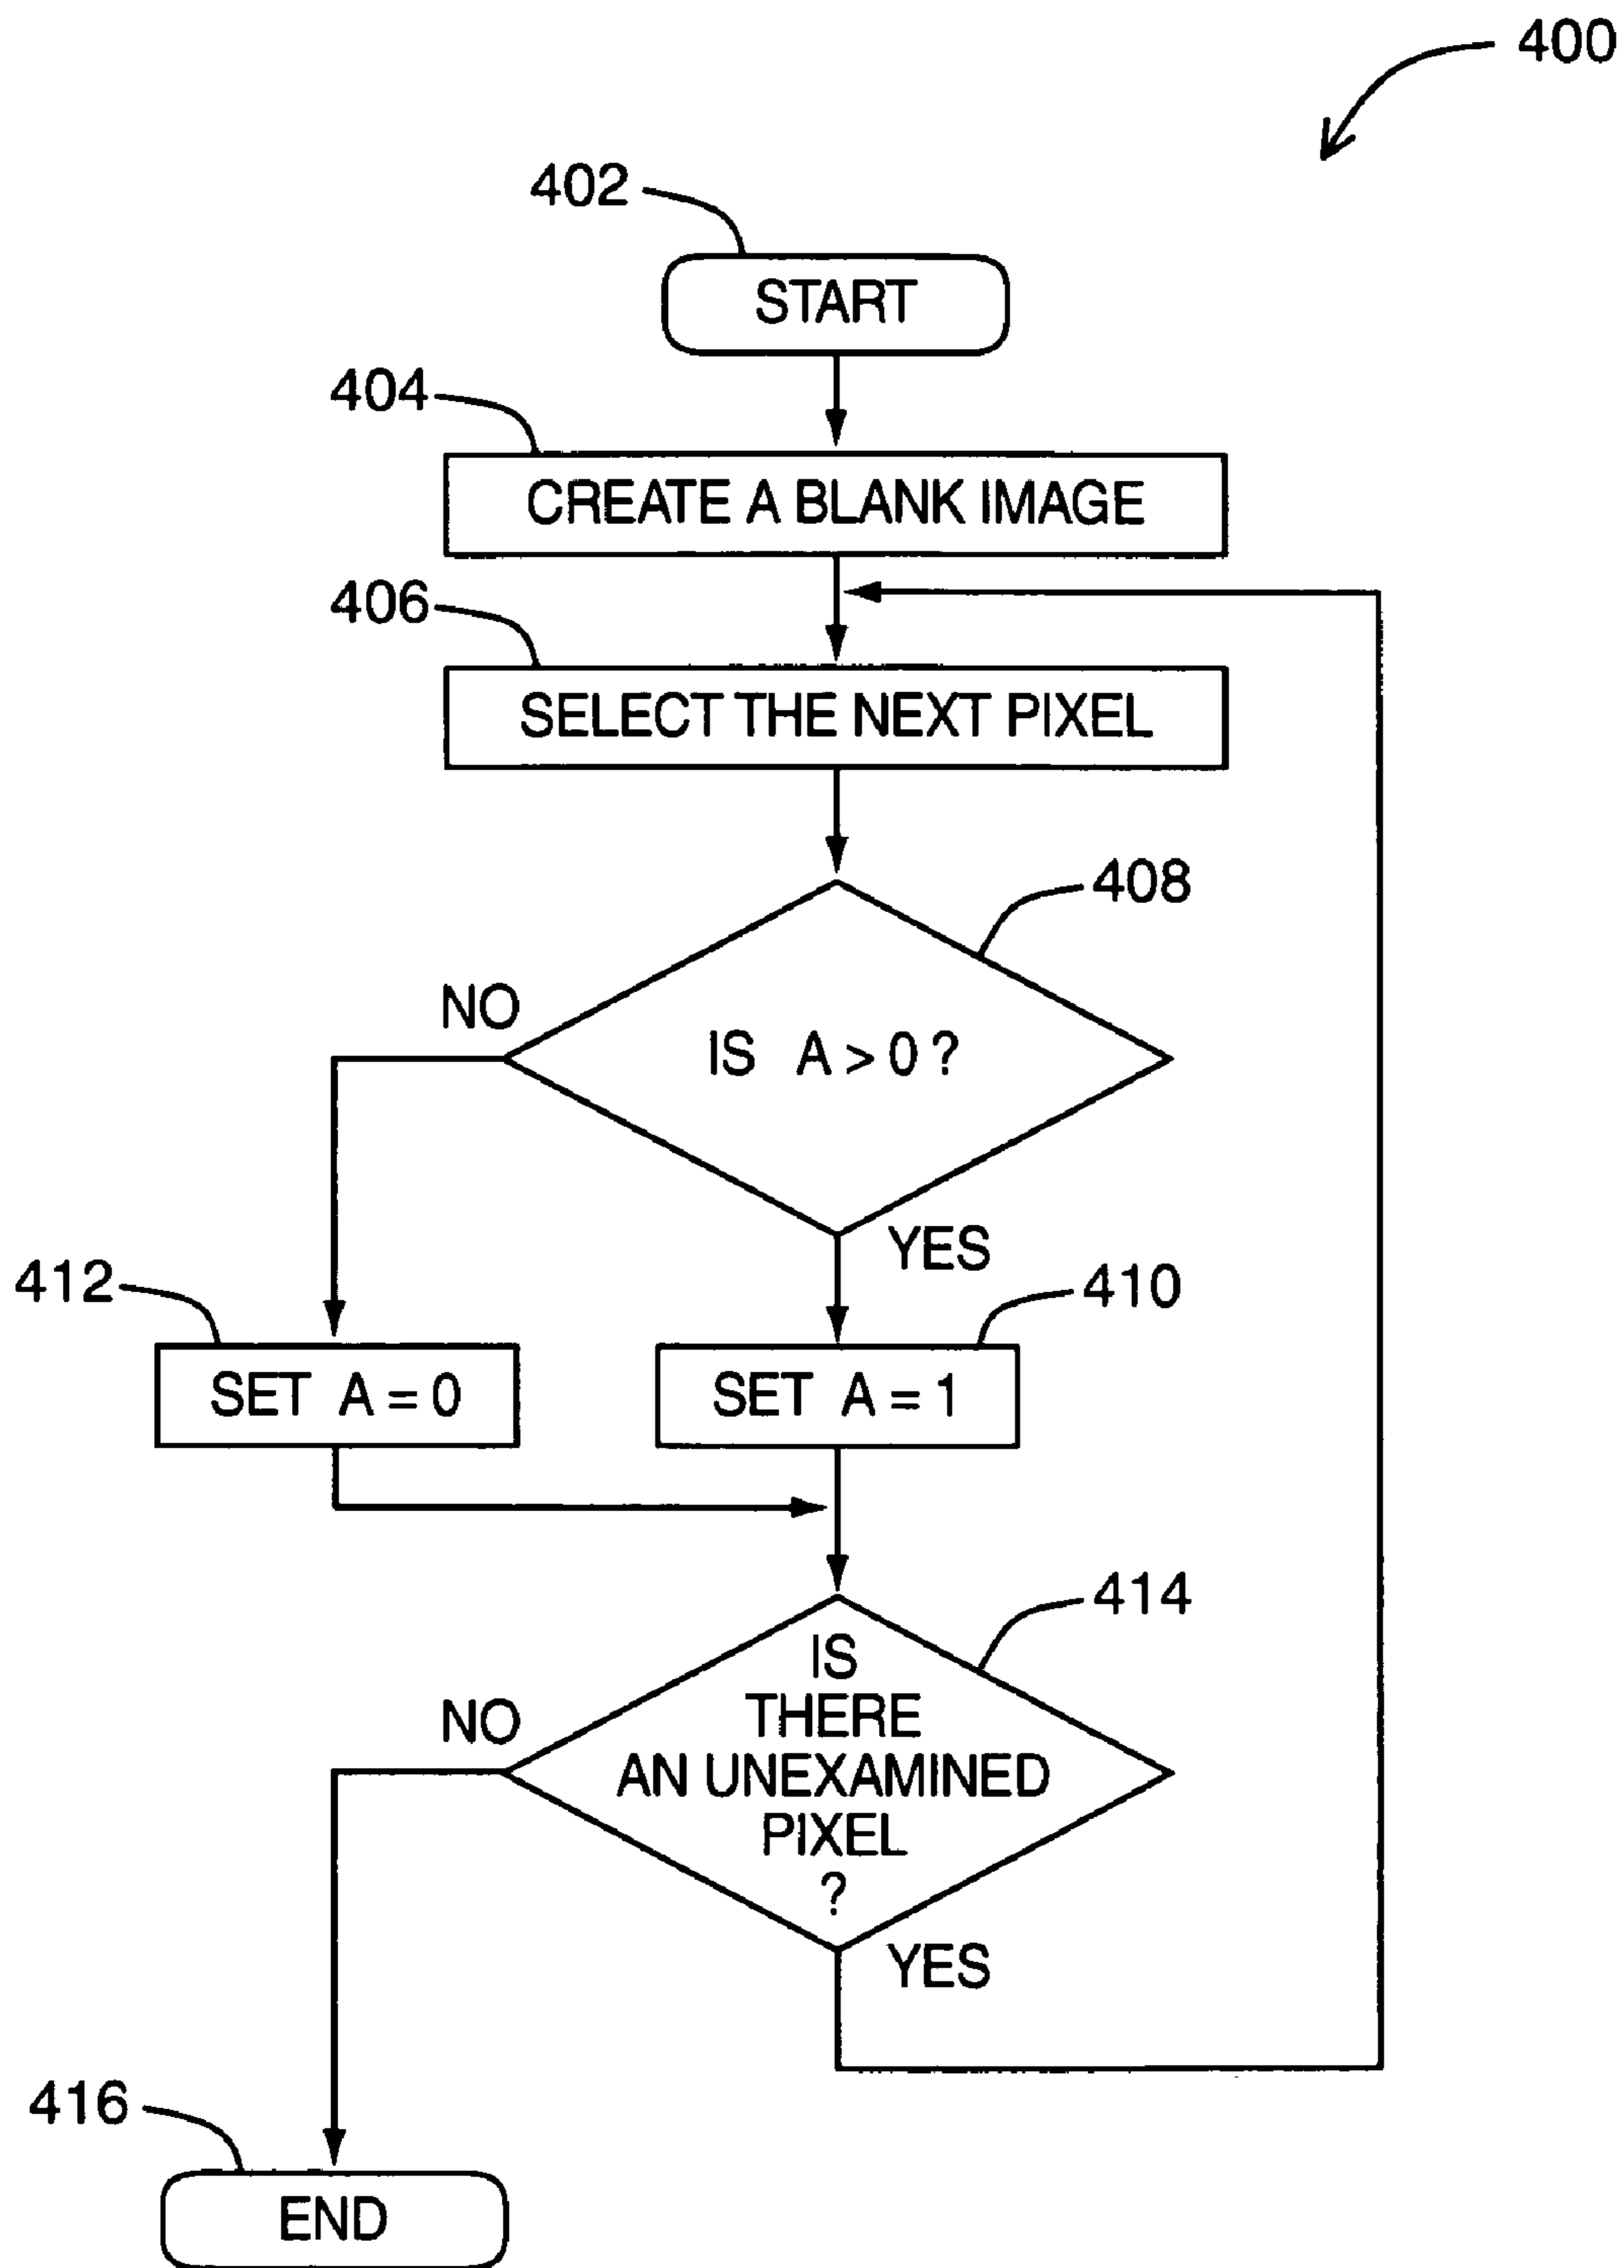 400
402
START
404
CREATE A BLANK IMAGE
406
SELECT THE NEXT PIXEL
408
NO
IS A > 0 ?
YES
412
410
SET A = 0
SET A = 1
414
IS
THERE
NO
AN UNEXAMINED
PIXEL
?
YES
416
END